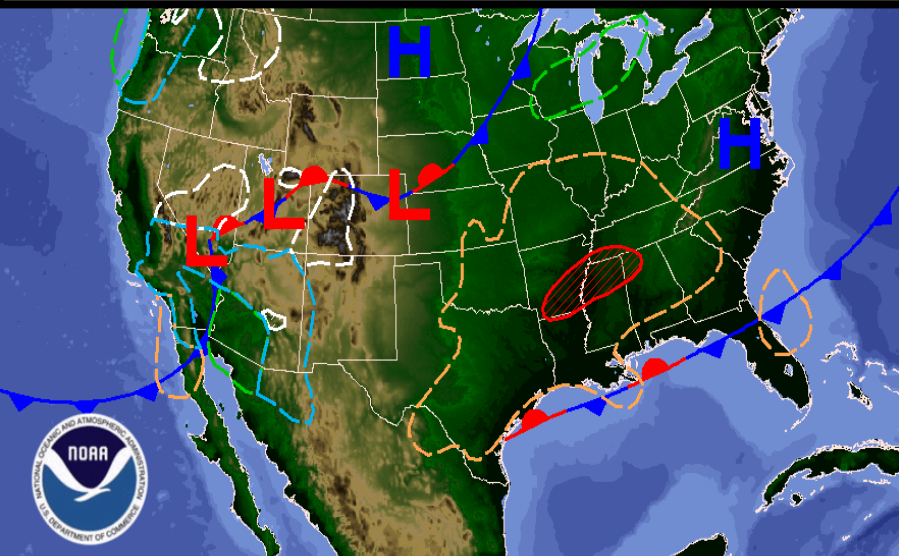 H
H
L
L
L
NOAA
NATIONAL OCEANIC AND ATMOSPHERIC ADMINISTRATION
U.S. DEPARTMENT OF COMMERCE